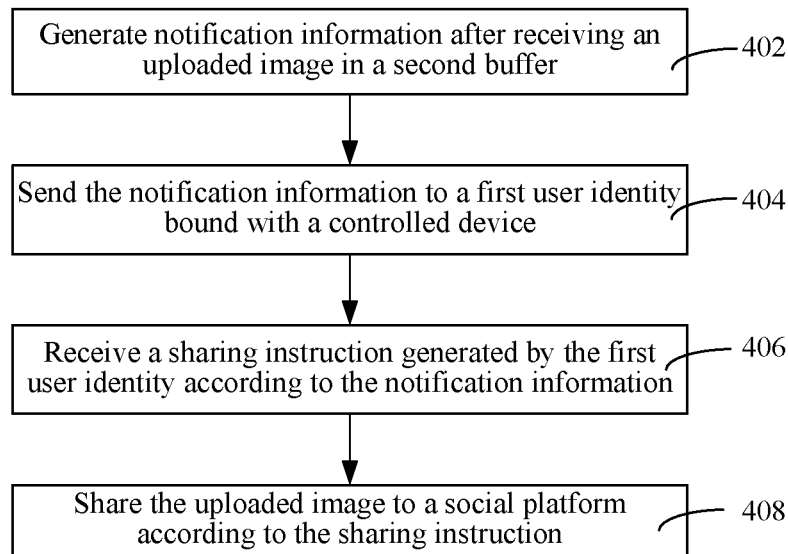 Generate notification information after receiving an
uploaded image in a second buffer
402
Send the notification information to a first user identity
bound with a controlled device
404
Receive a sharing instruction generated by the first
user identity according to the notification information
406
Share the uploaded image to a social platform
according to the sharing instruction
408